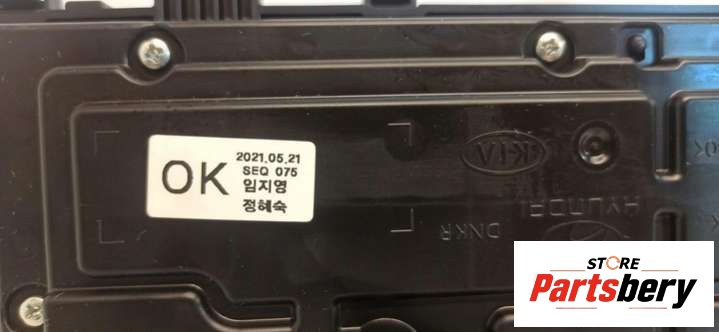 OK
2021.05.21
SEQ 075
임지영
정혜숙
KIA
HYUNDAI
DNKR
STORE
Partsbery